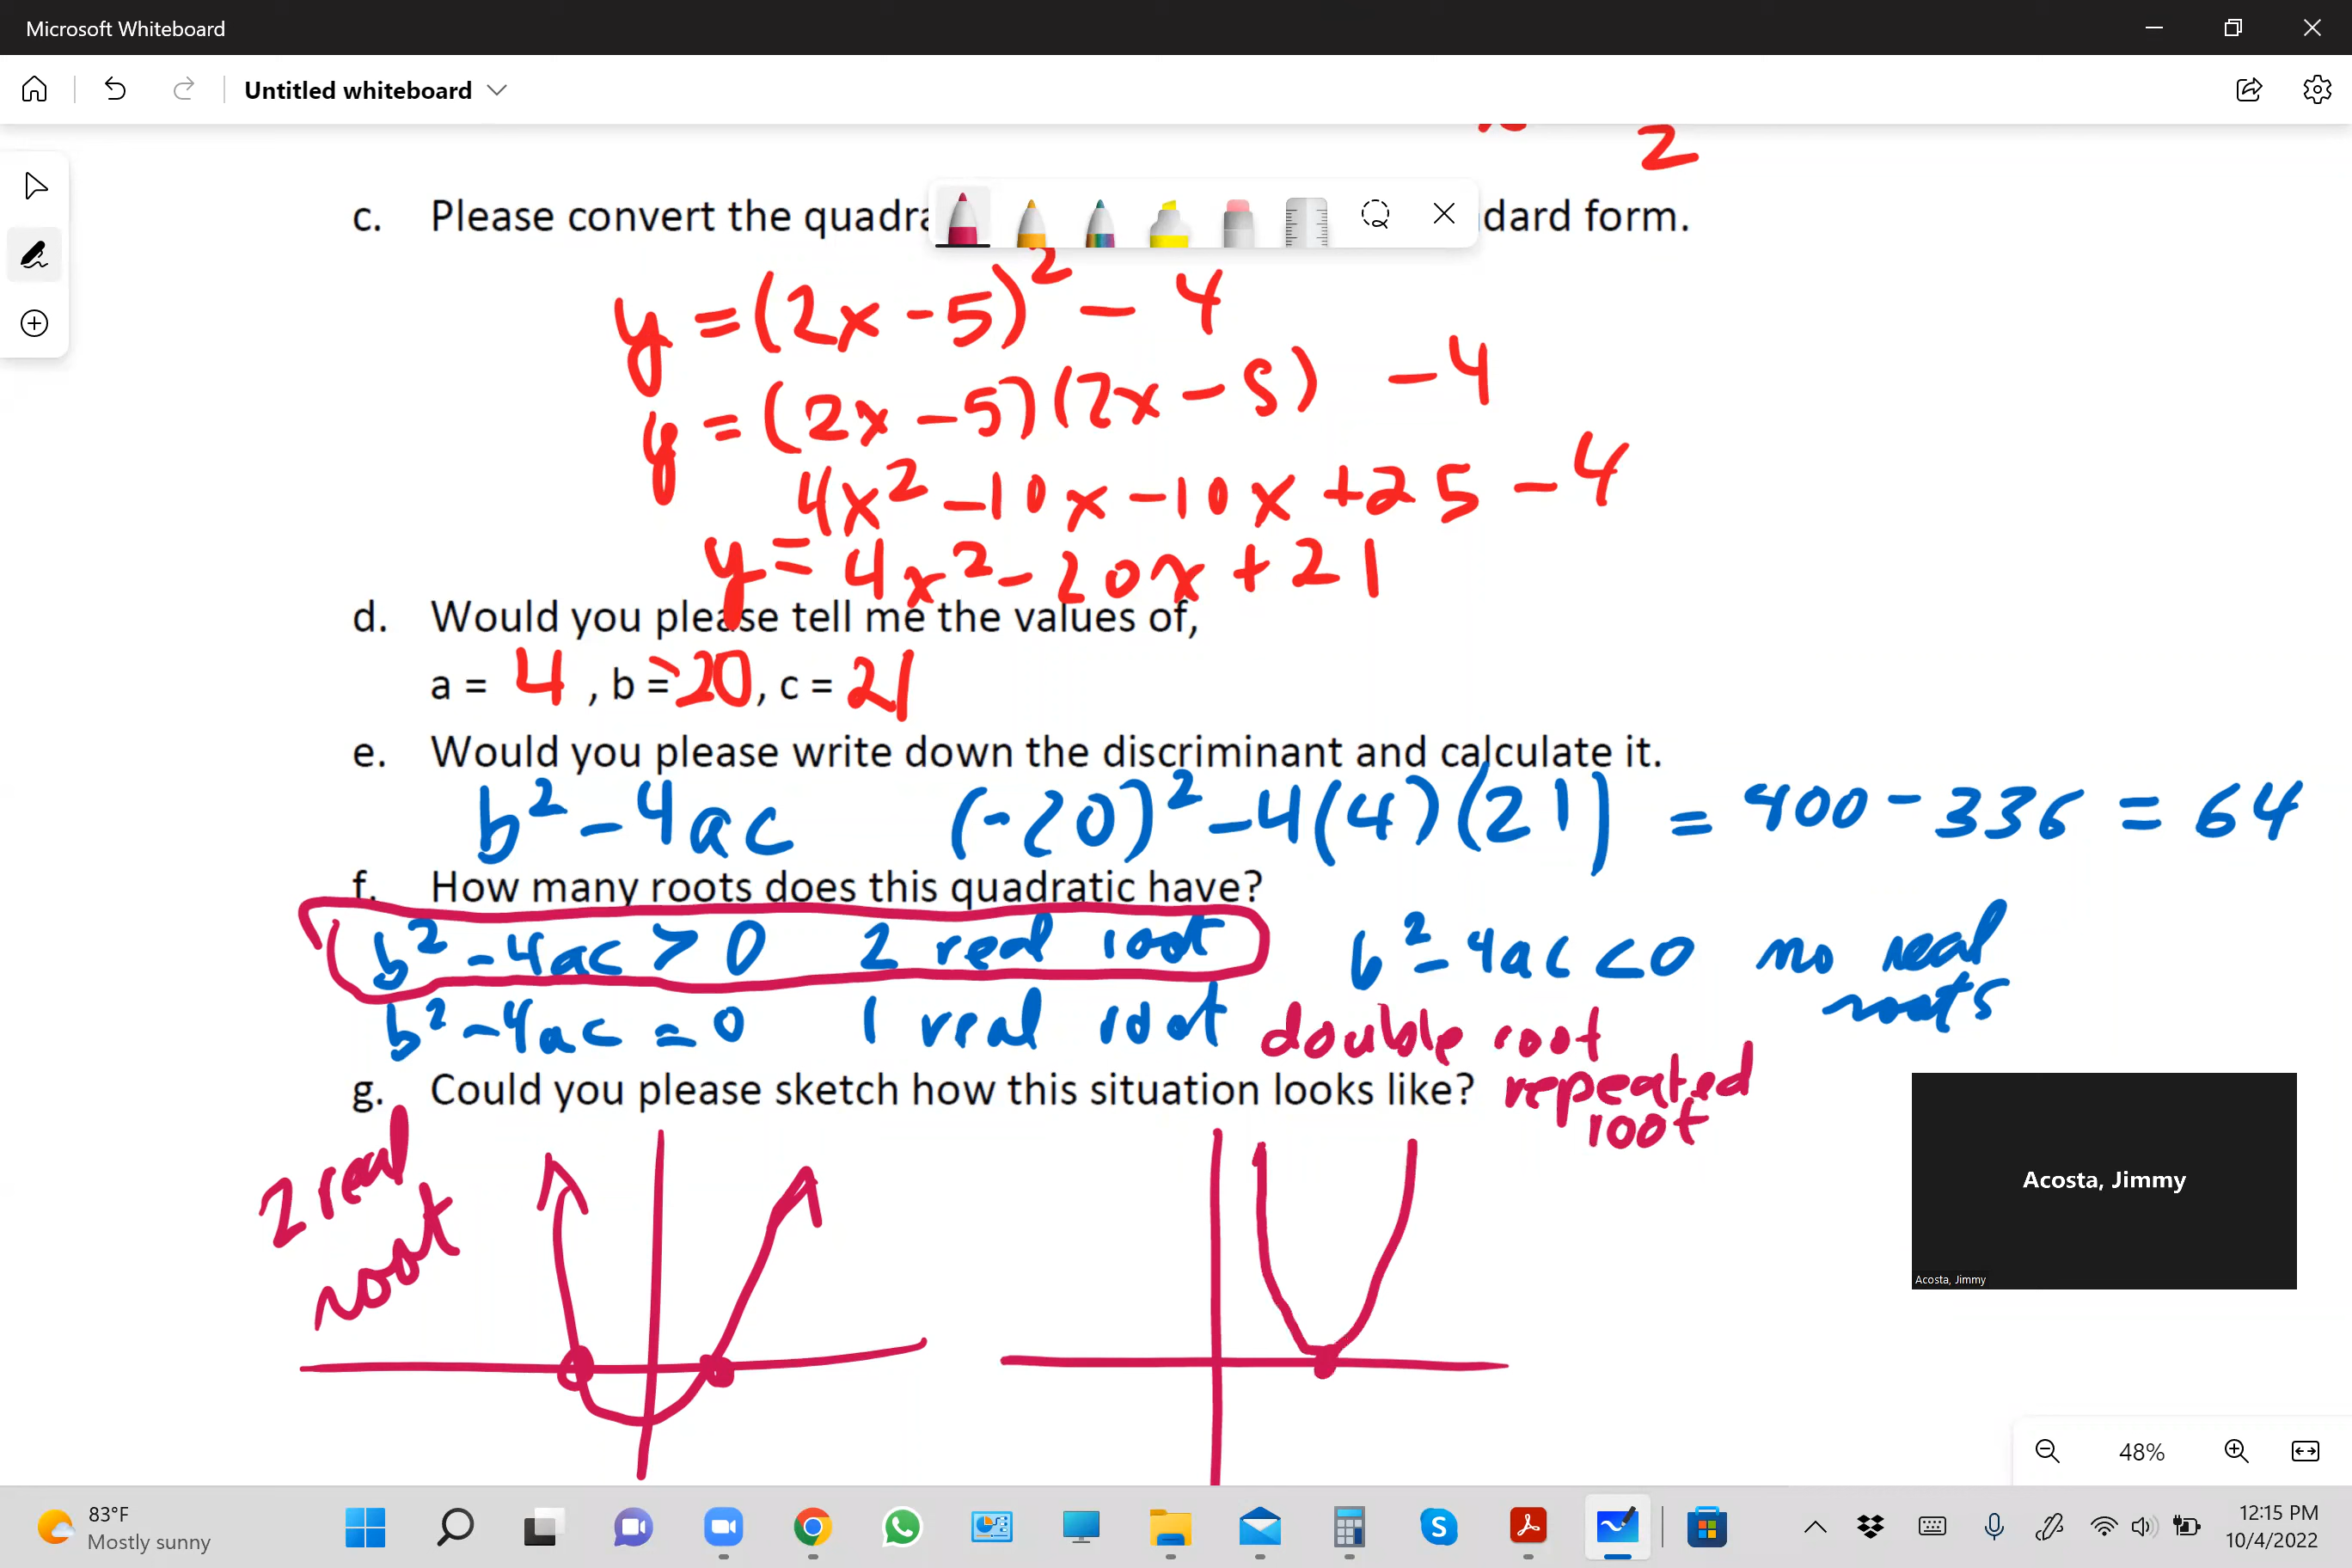 Microsoft Whiteboard
Untitled whiteboard
2
c. Please convert the quadra dard form.
y = (2x - 5)² - 4
y = (2x - 5)(2x - 5) - 4
4x² - 10x - 10x + 25 - 4
y = 4x² - 20x + 21
d. Would you please tell me the values of,
a = 4 , b = -20, c = 21
e. Would you please write down the discriminant and calculate it.
b² - 4ac (-20)² - 4(4)(21) = 400 - 336 = 64
f. How many roots does this quadratic have?
b² - 4ac > 0 2 real root
b² - 4ac < 0 no real
roots
b² - 4ac = 0 1 real root double root
repeated
root
g. Could you please sketch how this situation looks like?
2 real
root
Acosta, Jimmy
Acosta, Jimmy
48%
83°F
Mostly sunny
12:15 PM
10/4/2022